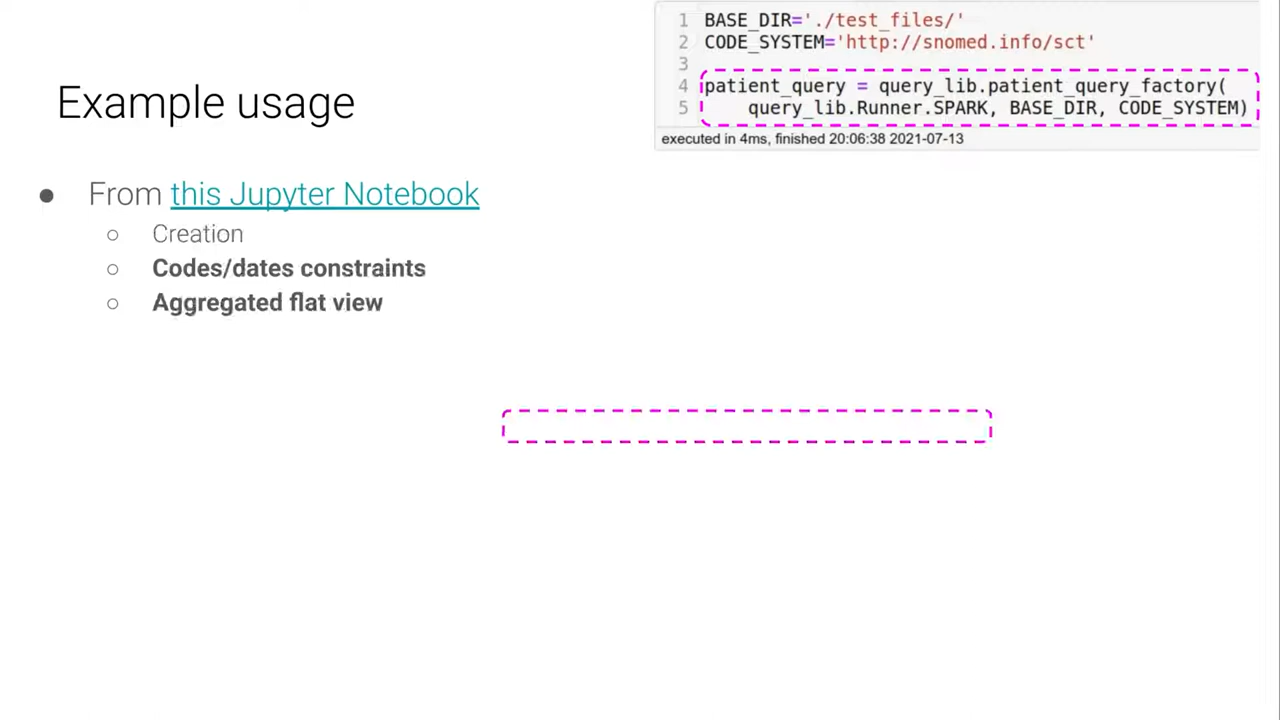 1 BASE_DIR='./test_files/'
2 CODE_SYSTEM='http://snomed.info/sct'
3
4 patient_query = query_lib.patient_query_factory(
5     query_lib.Runner.SPARK, BASE_DIR, CODE_SYSTEM)
executed in 4ms, finished 20:06:38 2021-07-13
Example usage
● From this Jupyter Notebook
○ Creation
○ Codes/dates constraints
○ Aggregated flat view